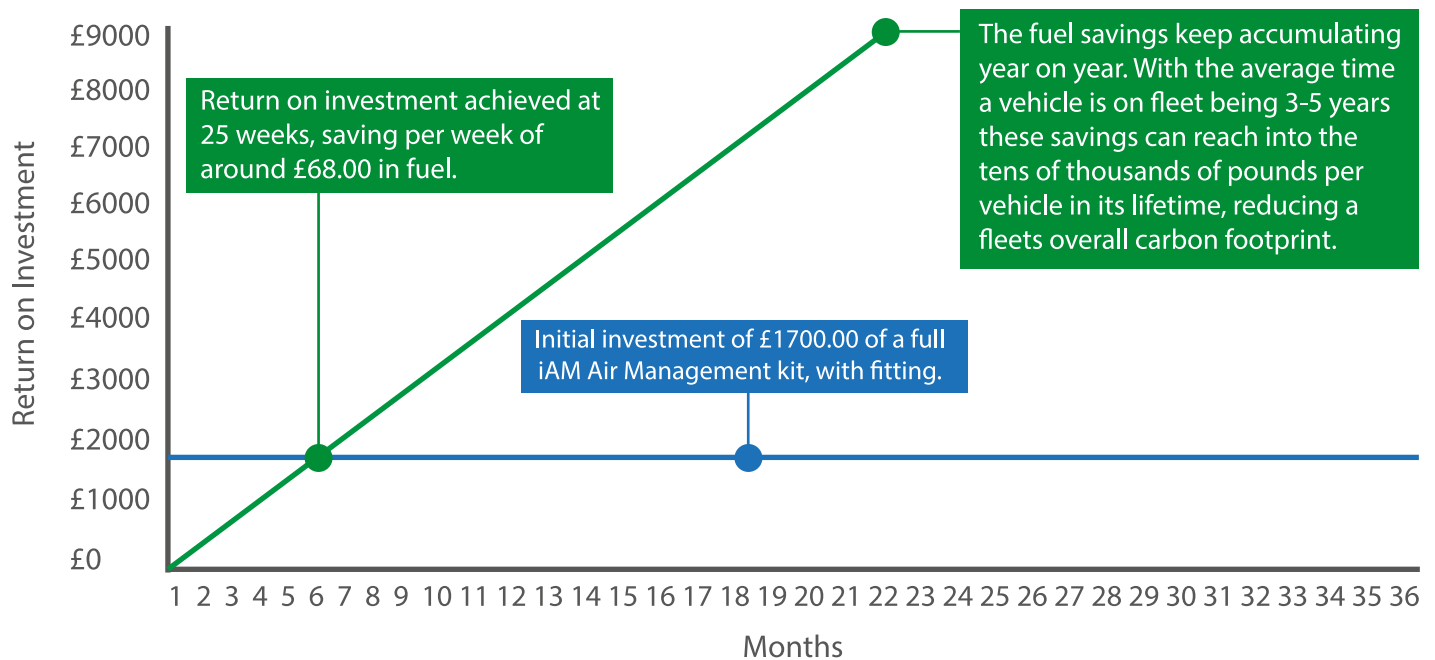 £9000
£8000
£7000
£6000
£5000
£4000
£3000
£2000
£1000
£0
Return on Investment
Return on investment achieved at
25 weeks, saving per week of
around £68.00 in fuel.
The fuel savings keep accumulating
year on year. With the average time
a vehicle is on fleet being 3-5 years
these savings can reach into the
tens of thousands of pounds per
vehicle in its lifetime, reducing a
fleets overall carbon footprint.
Initial investment of £1700.00 of a full
iAM Air Management kit, with fitting.
1 2 3 4 5 6 7 8 9 10 11 12 13 14 15 16 17 18 19 20 21 22 23 24 25 26 27 28 29 30 31 32 33 34 35 36
Months